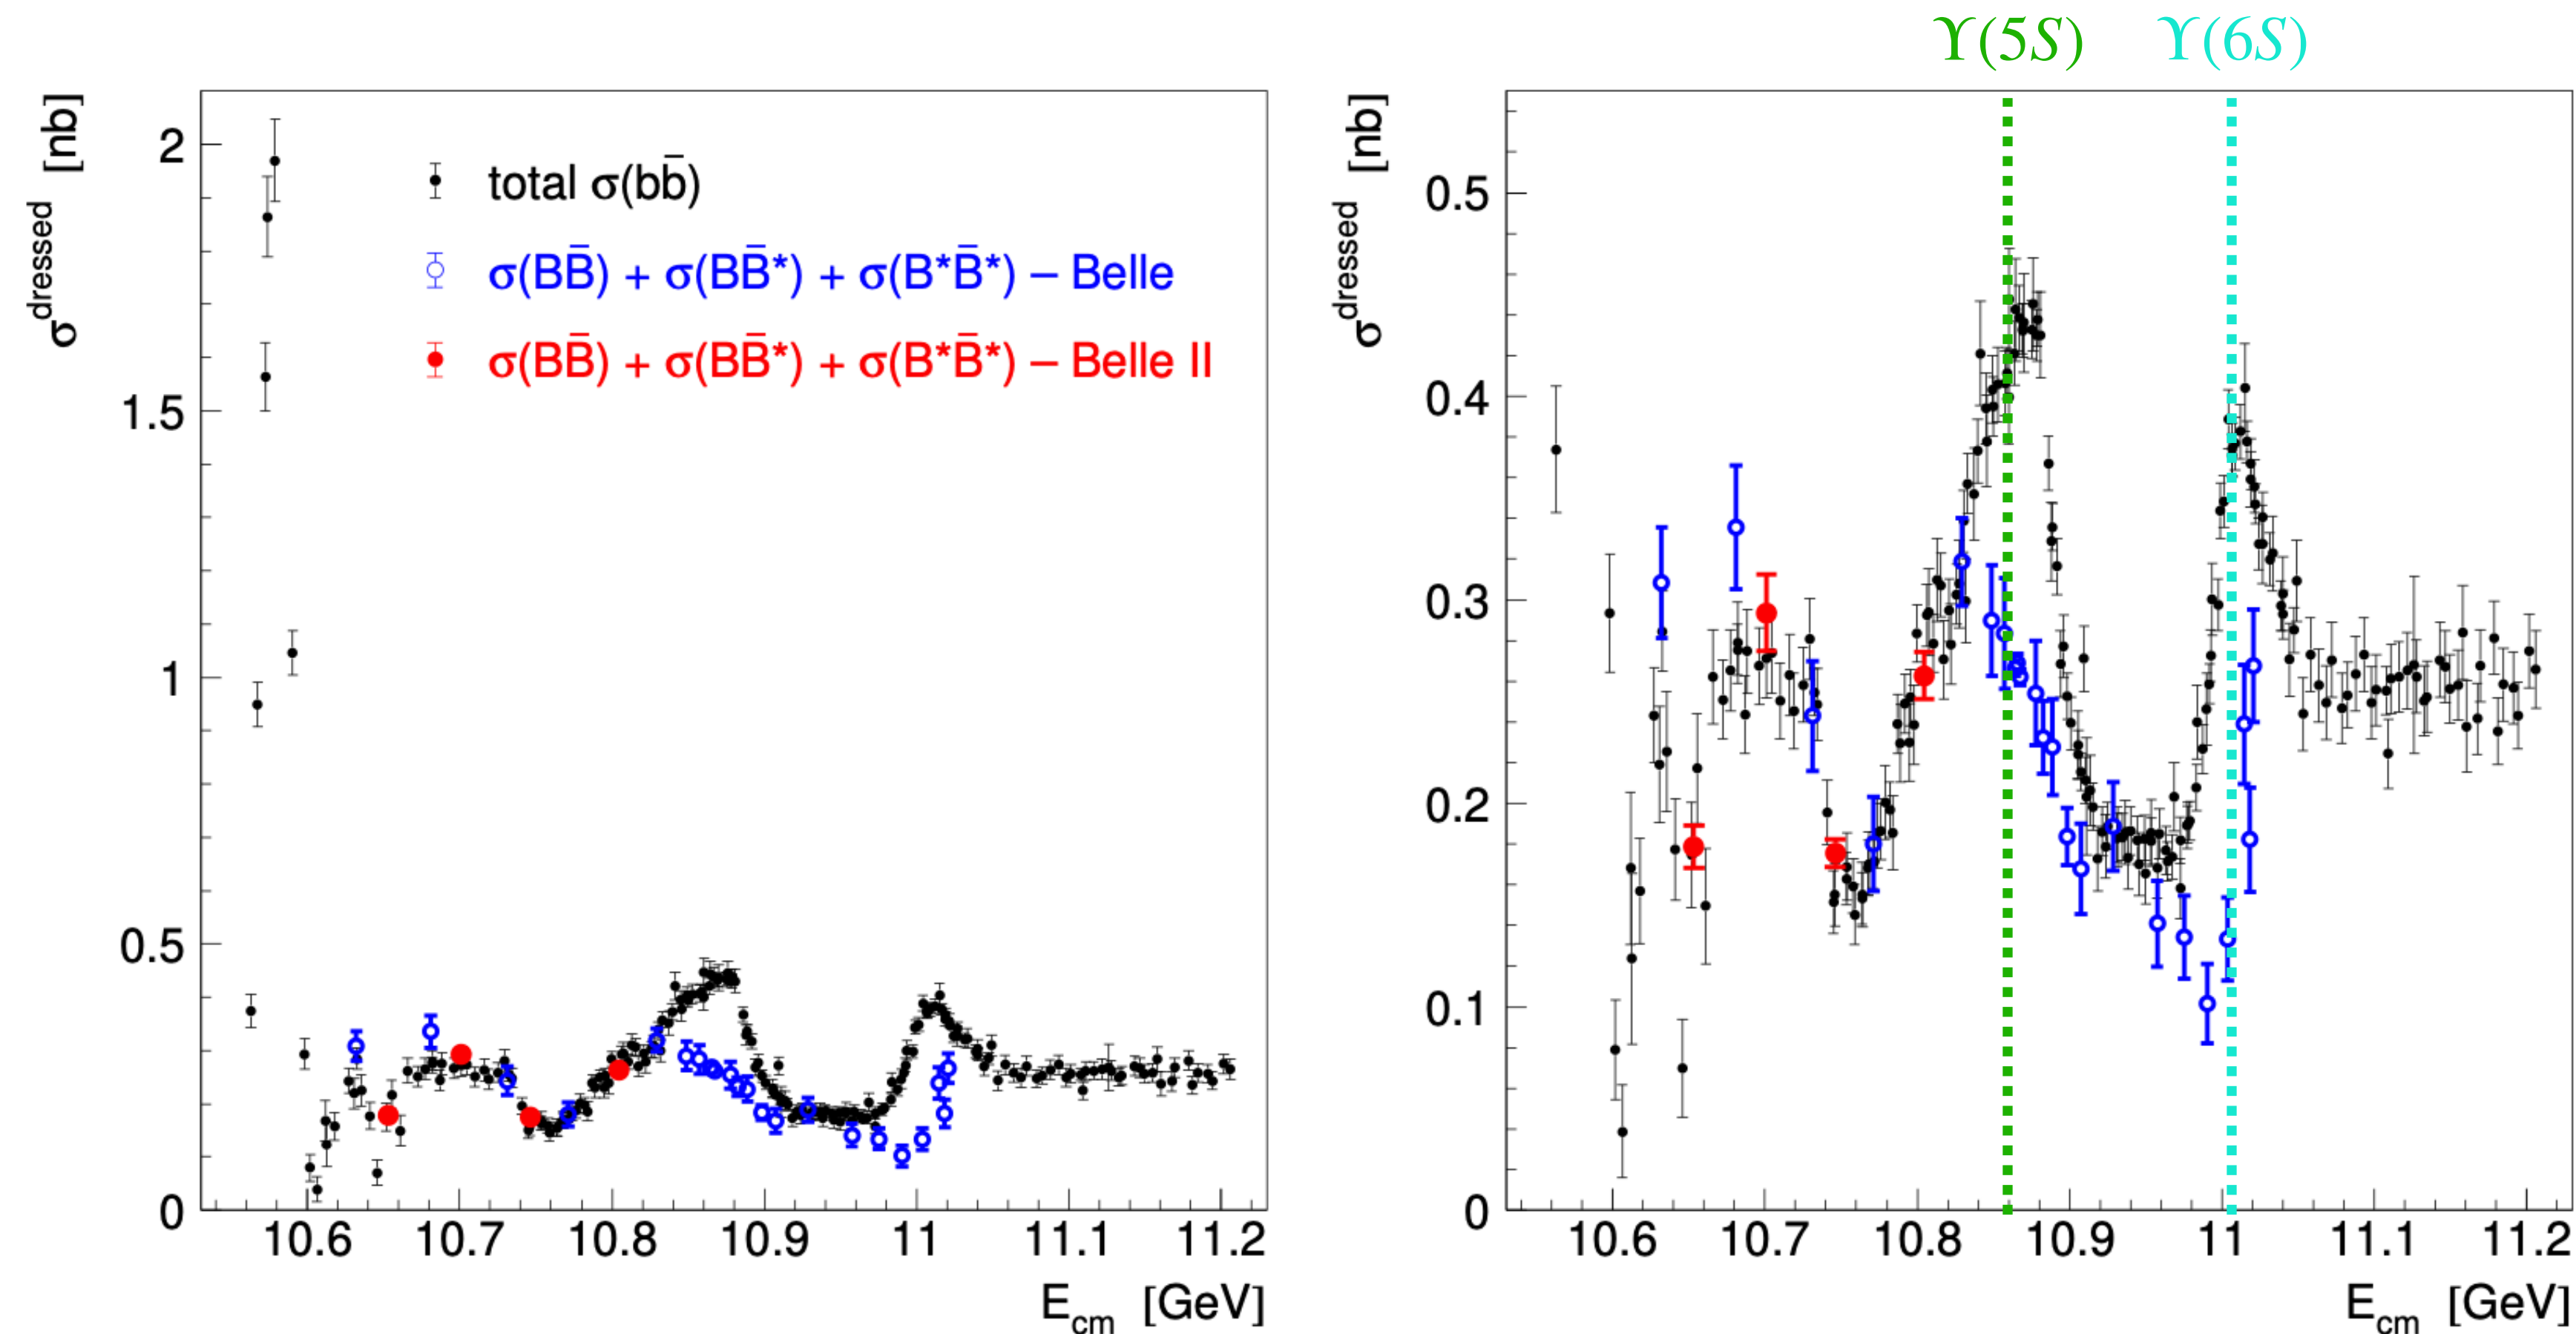 ϒ(5S) ϒ(6S)
σ^dressed [nb]
2
1.5
1
0.5
0
total σ(bb̄)
σ(BB̄) + σ(BB̄*) + σ(B*B̄*) – Belle
σ(BB̄) + σ(BB̄*) + σ(B*B̄*) – Belle II
10.6 10.7 10.8 10.9 11 11.1 11.2
E_cm [GeV]
σ^dressed [nb]
0.5
0.4
0.3
0.2
0.1
0
10.6 10.7 10.8 10.9 11 11.1 11.2
E_cm [GeV]